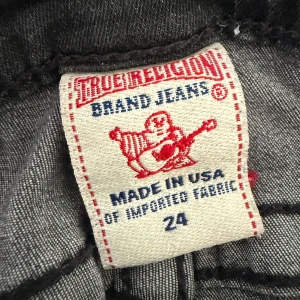 TRUE RELIGION
BRAND JEANS ®
MADE IN USA
OF IMPORTED FABRIC
24